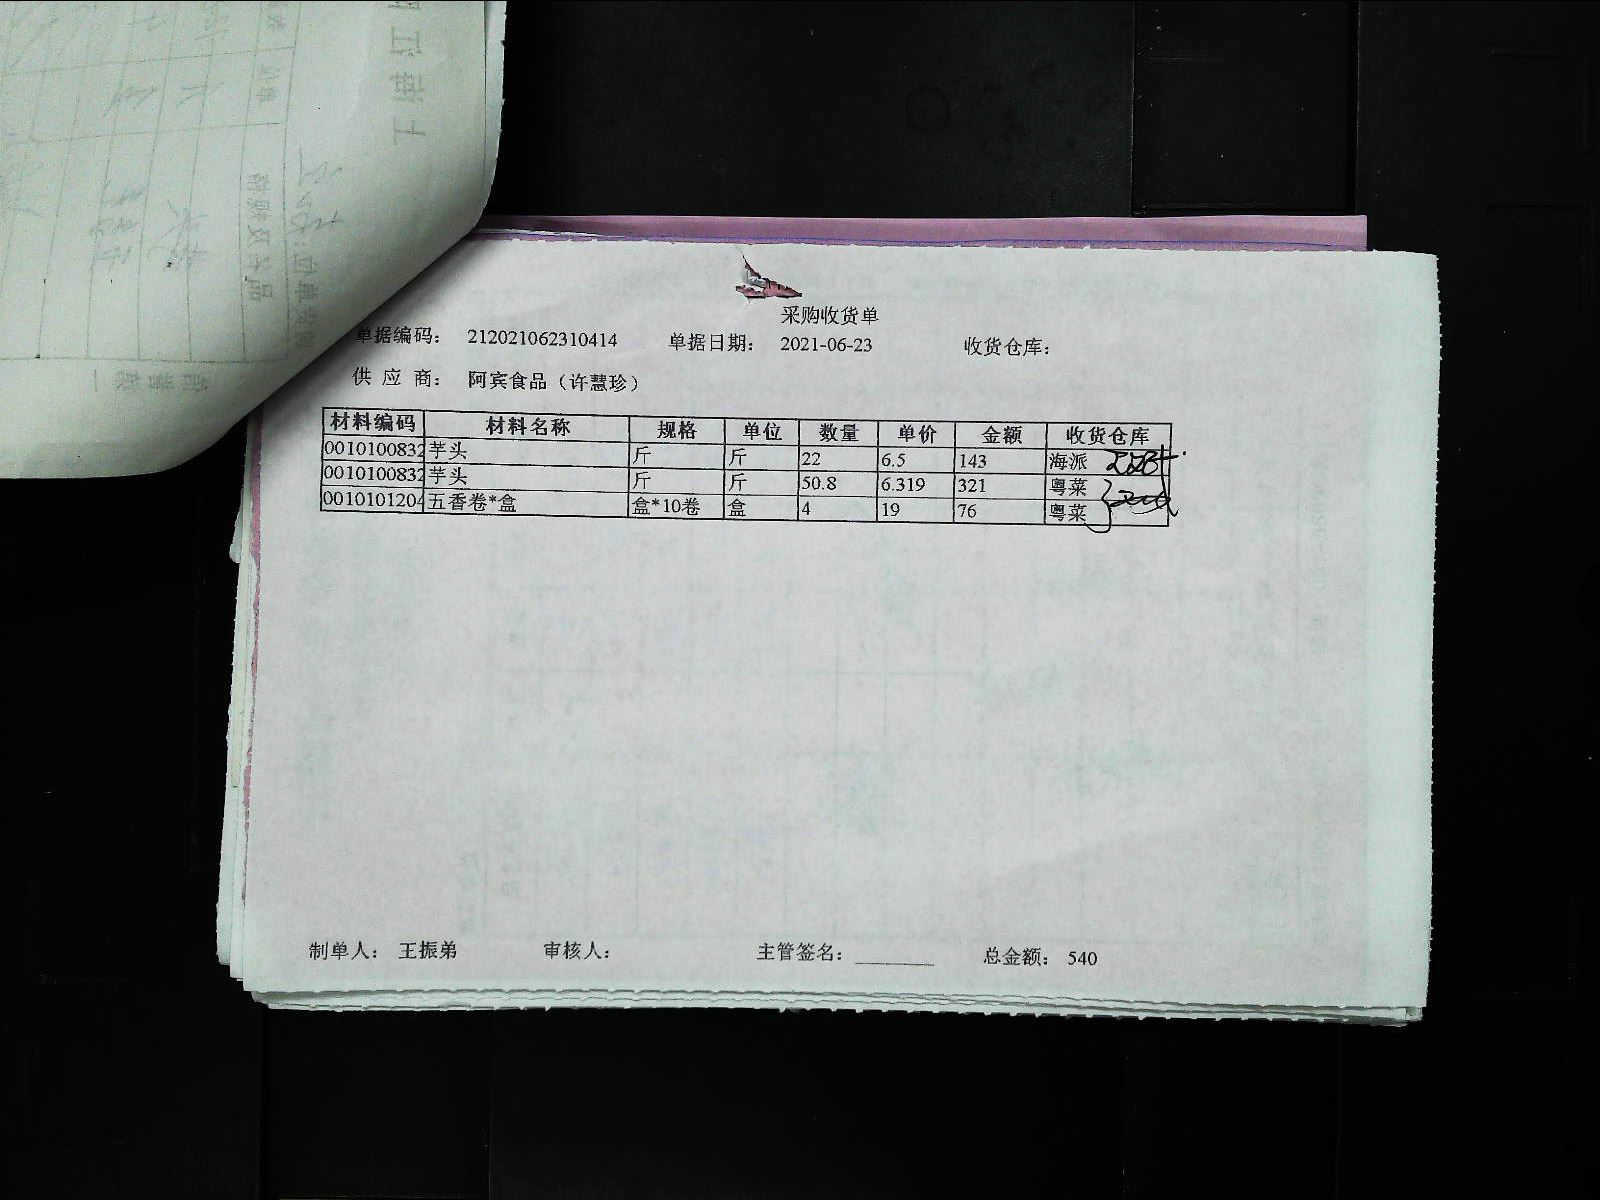 采购收货单
单据编码： 212021062310414 单据日期： 2021-06-23 收货仓库：
供 应 商： 阿宾食品（许慧珍）
材料编码 材料名称 规格 单位 数量 单价 金额 收货仓库
0010100832 芋头 斤 斤 22 6.5 143 海派
0010100832 芋头 斤 斤 50.8 6.319 321 粤菜
0010101204 五香卷*盒 盒*10卷 盒 4 19 76 粤菜
制单人： 王振弟 审核人： 主管签名： 总金额： 540